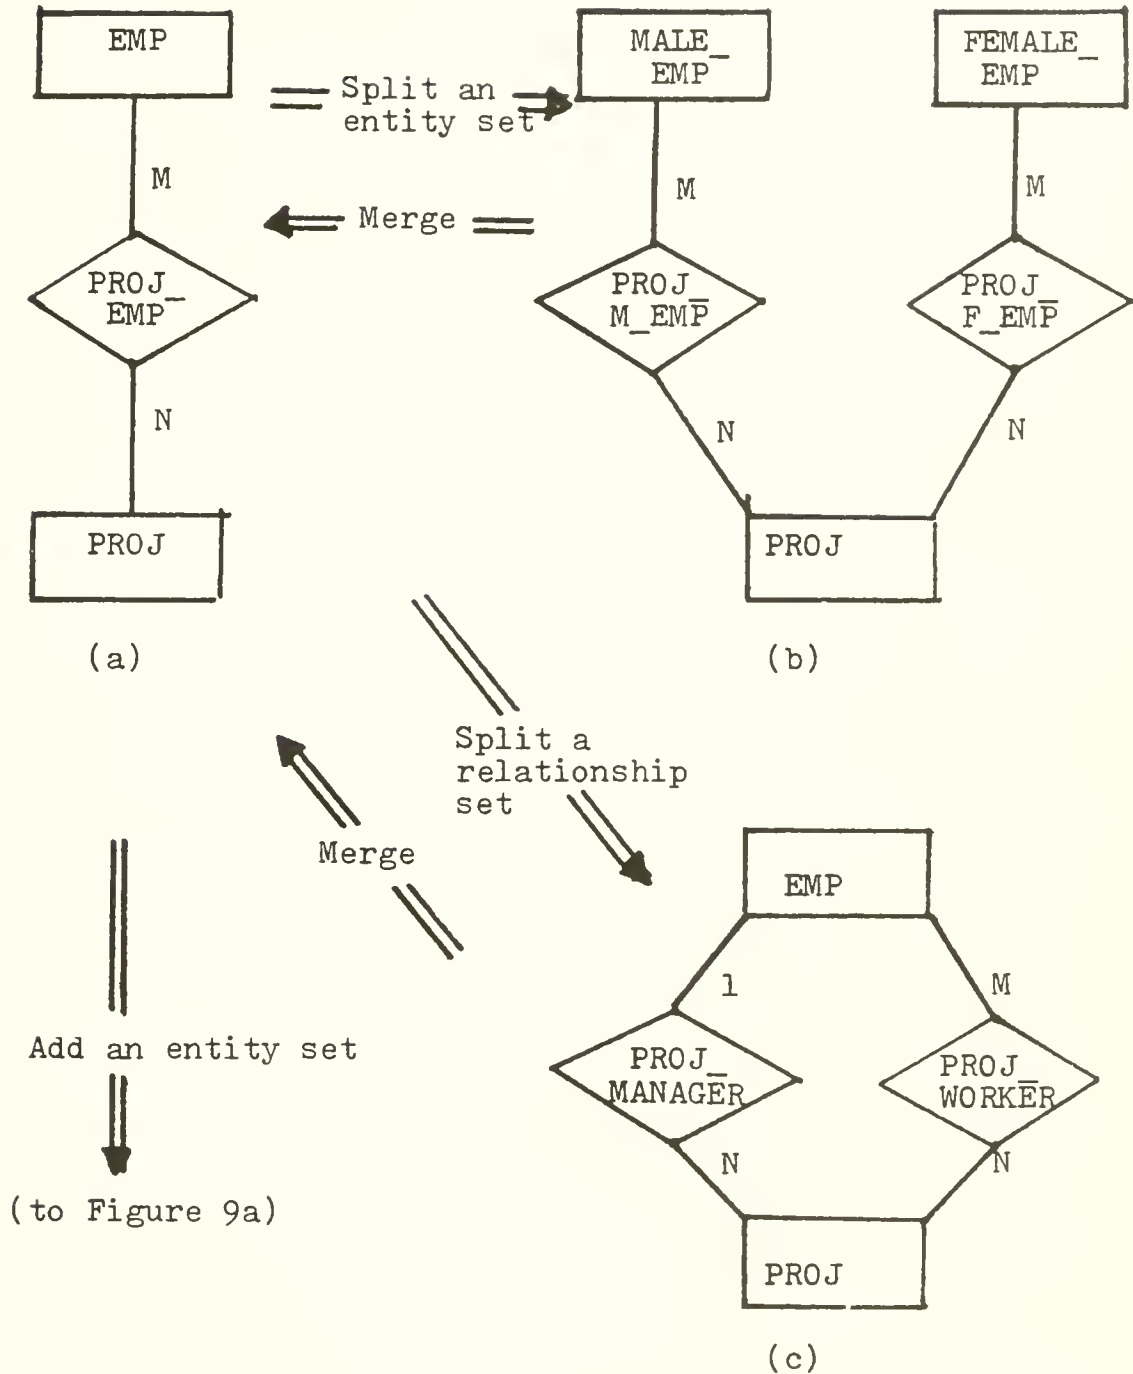 EMP
M
PROJ_
EMP
N
PROJ
(a)
Split an
entity set
Merge
MALE_
EMP
FEMALE_
EMP
M
M
PROJ_
M_EMP
PROJ_
F_EMP
N
N
PROJ
(b)
Split a
relationship
set
Merge
Add an entity set
(to Figure 9a)
EMP
1
M
PROJ_
MANAGER
PROJ_
WORKER
N
N
PROJ
(c)